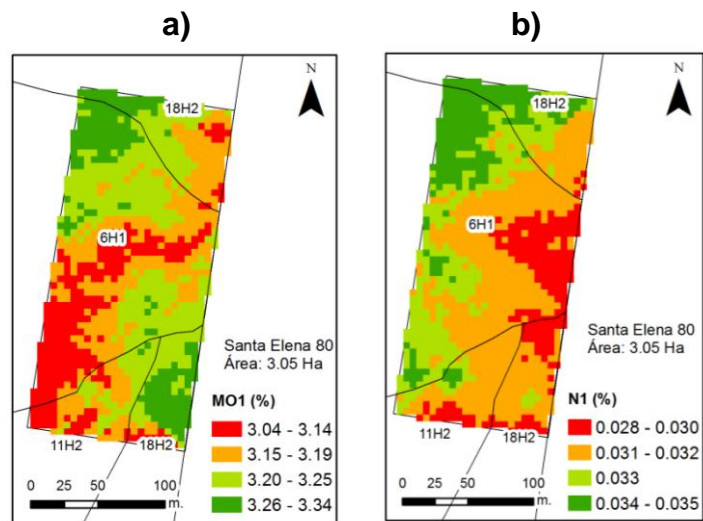 a)
N
18H2
6H1
Santa Elena 80
Área: 3.05 Ha
MO1 (%)
3.04 - 3.14
3.15 - 3.19
3.20 - 3.25
3.26 - 3.34
11H2
18H2
0 50 100
m.
b)
N
18H2
6H1
Santa Elena 80
Área: 3.05 Ha
N1 (%)
0.028 - 0.030
0.031 - 0.032
0.033
0.034 - 0.035
11H2
18H2
0 50 100
m.